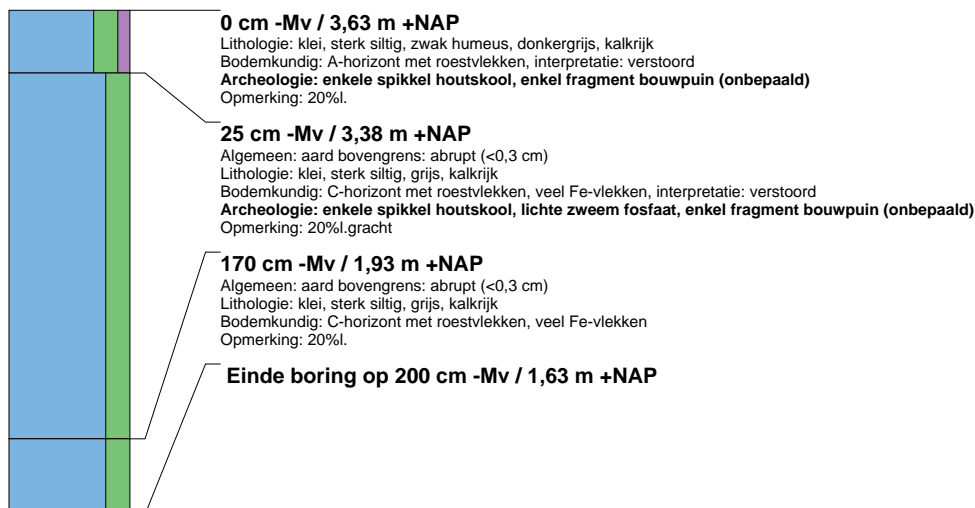 0 cm -Mv / 3,63 m +NAP
Lithologie: klei, sterk siltig, zwak humeus, donkergrijs, kalkrijk
Bodemkundig: A-horizont met roestvlekken, interpretatie: verstoord
Archeologie: enkele spikkel houtskool, enkel fragment bouwpuin (onbepaald)
Opmerking: 20%l.
25 cm -Mv / 3,38 m +NAP
Algemeen: aard bovengrens: abrupt (<0,3 cm)
Lithologie: klei, sterk siltig, grijs, kalkrijk
Bodemkundig: C-horizont met roestvlekken, veel Fe-vlekken, interpretatie: verstoord
Archeologie: enkele spikkel houtskool, lichte zweem fosfaat, enkel fragment bouwpuin (onbepaald)
Opmerking: 20%l.gracht
170 cm -Mv / 1,93 m +NAP
Algemeen: aard bovengrens: abrupt (<0,3 cm)
Lithologie: klei, sterk siltig, grijs, kalkrijk
Bodemkundig: C-horizont met roestvlekken, veel Fe-vlekken
Opmerking: 20%l.
Einde boring op 200 cm -Mv / 1,63 m +NAP